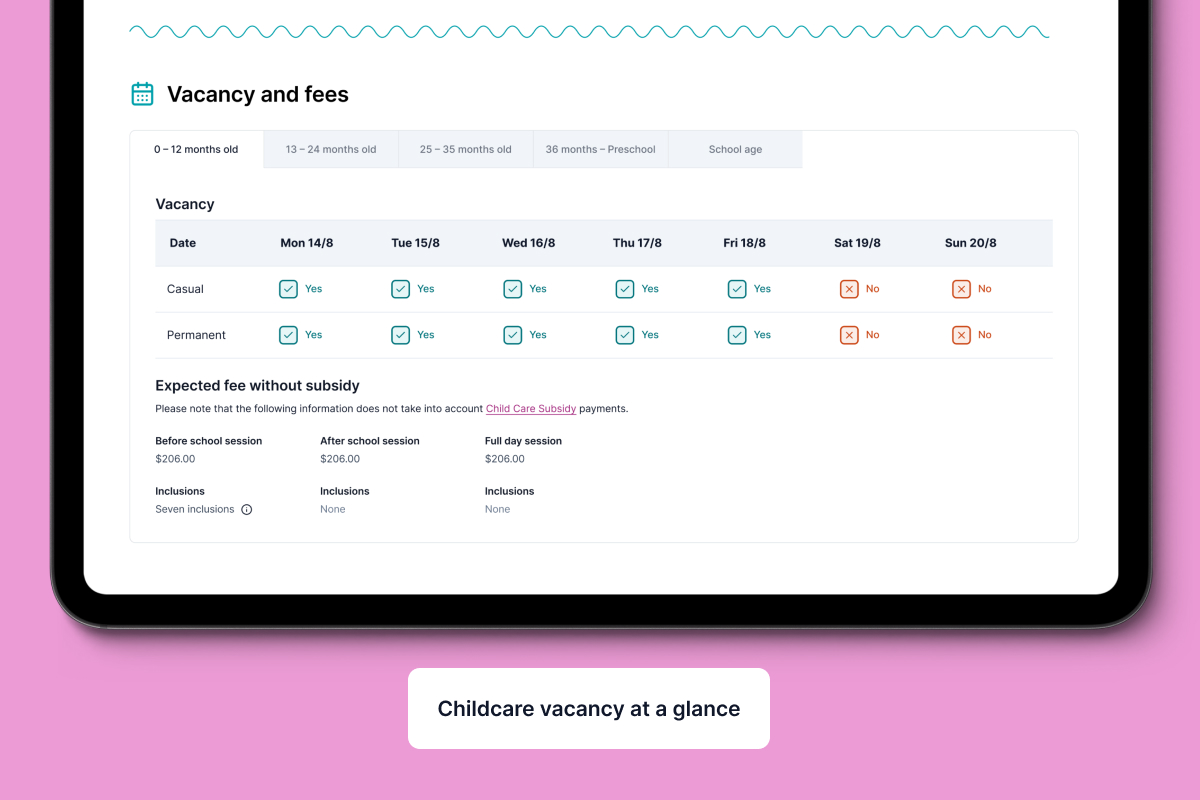 Vacancy and fees
0 – 12 months old 13 – 24 months old 25 – 35 months old 36 months – Preschool School age
Vacancy
Date Mon 14/8 Tue 15/8 Wed 16/8 Thu 17/8 Fri 18/8 Sat 19/8 Sun 20/8
Casual Yes Yes Yes Yes Yes No No
Permanent Yes Yes Yes Yes Yes No No
Expected fee without subsidy
Please note that the following information does not take into account Child Care Subsidy payments.
Before school session After school session Full day session
$206.00 $206.00 $206.00
Inclusions Inclusions Inclusions
Seven inclusions None None
Childcare vacancy at a glance